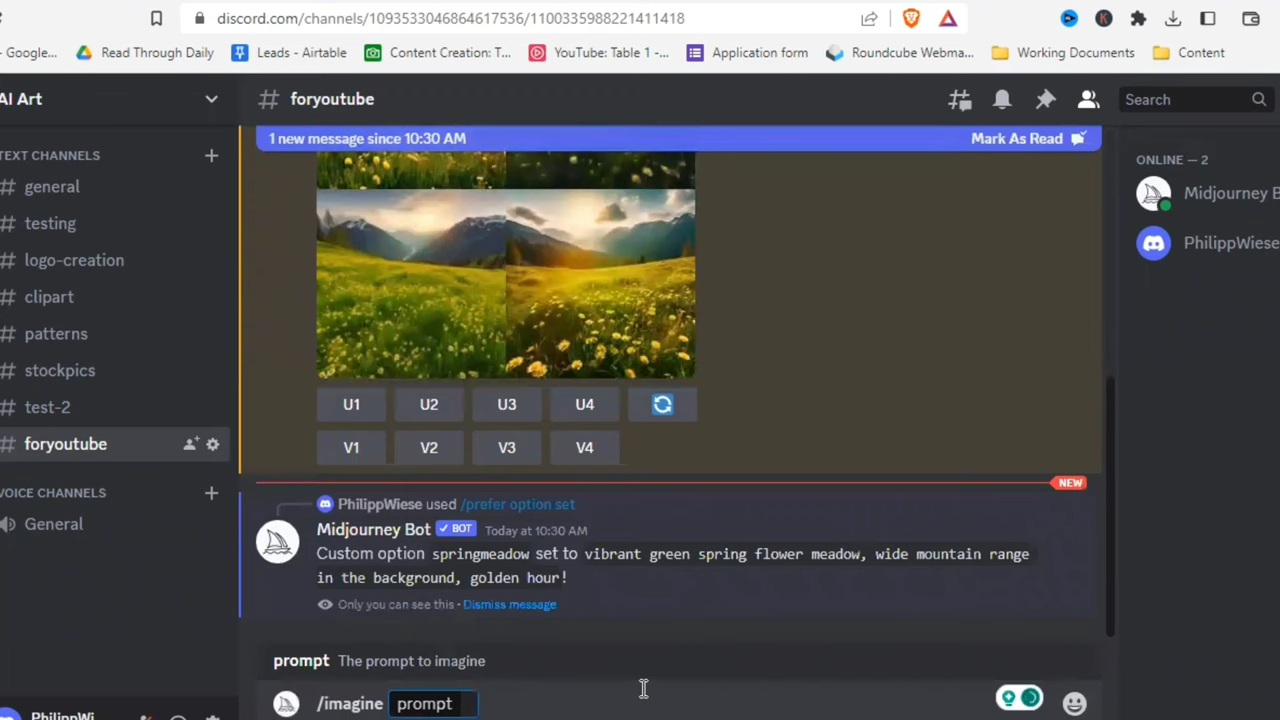 discord.com/channels/1093533046864617536/1100335988221411418
- Google... Read Through Daily Leads - Airtable Content Creation: T... YouTube: Table 1 -... Application form Roundcube Webma... Working Documents Content
AI Art
# foryoutube
Search
1 new message since 10:30 AM
Mark As Read
TEXT CHANNELS
# general
# testing
# logo-creation
# clipart
# patterns
# stockpics
# test-2
# foryoutube
VOICE CHANNELS
General
PhilippWi
U1 U2 U3 U4
V1 V2 V3 V4
NEW
PhilippWiese used /prefer option set
Midjourney Bot ✓ BOT Today at 10:30 AM
Custom option springmeadow set to vibrant green spring flower meadow, wide mountain range
in the background, golden hour!
Only you can see this • Dismiss message
prompt The prompt to imagine
/imagine prompt
ONLINE — 2
Midjourney B
PhilippWiese